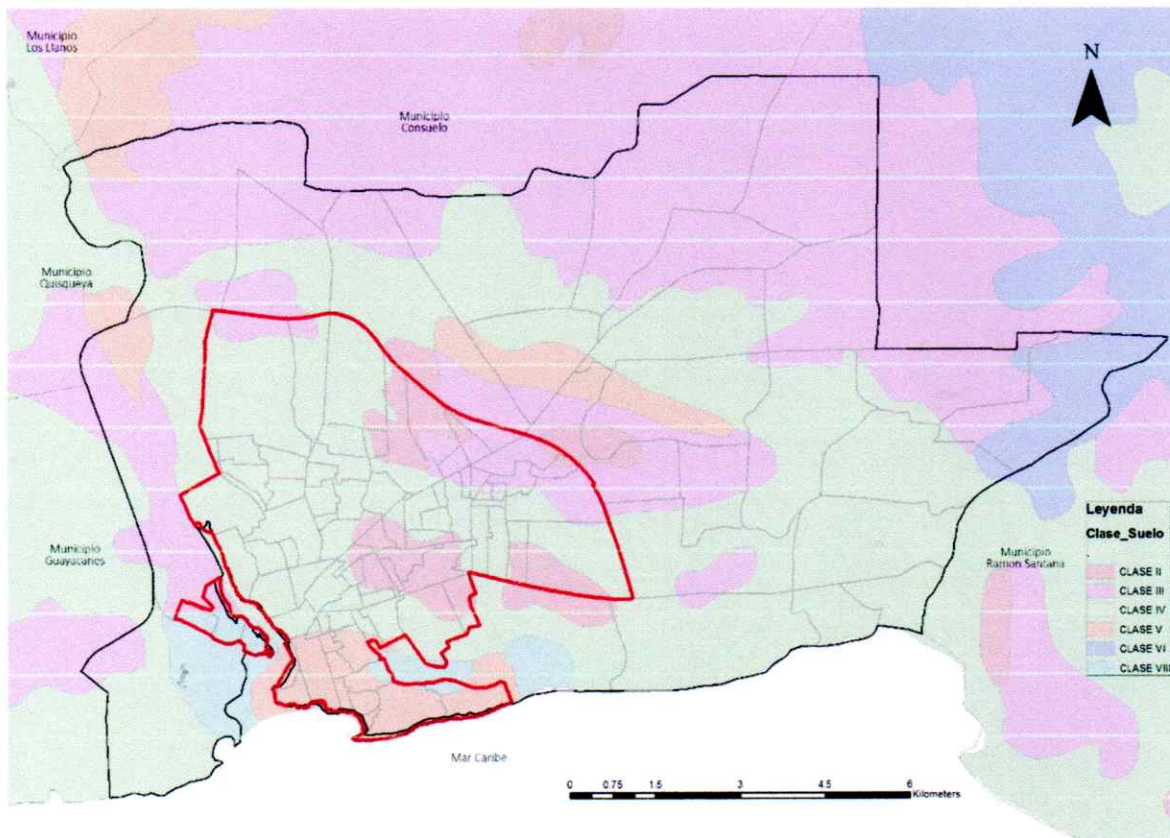 Municipio
Los Llanos
Municipio
Consuelo
N
Municipio
Quisqueya
Municipio
Guayacanes
Municipio
Ramon Santana
Leyenda
Clase_Suelo
CLASE II
CLASE III
CLASE IV
CLASE V
CLASE VI
CLASE VIII
Mar Caribe
0 0.75 1.5 3 4.5 6
Kilometers